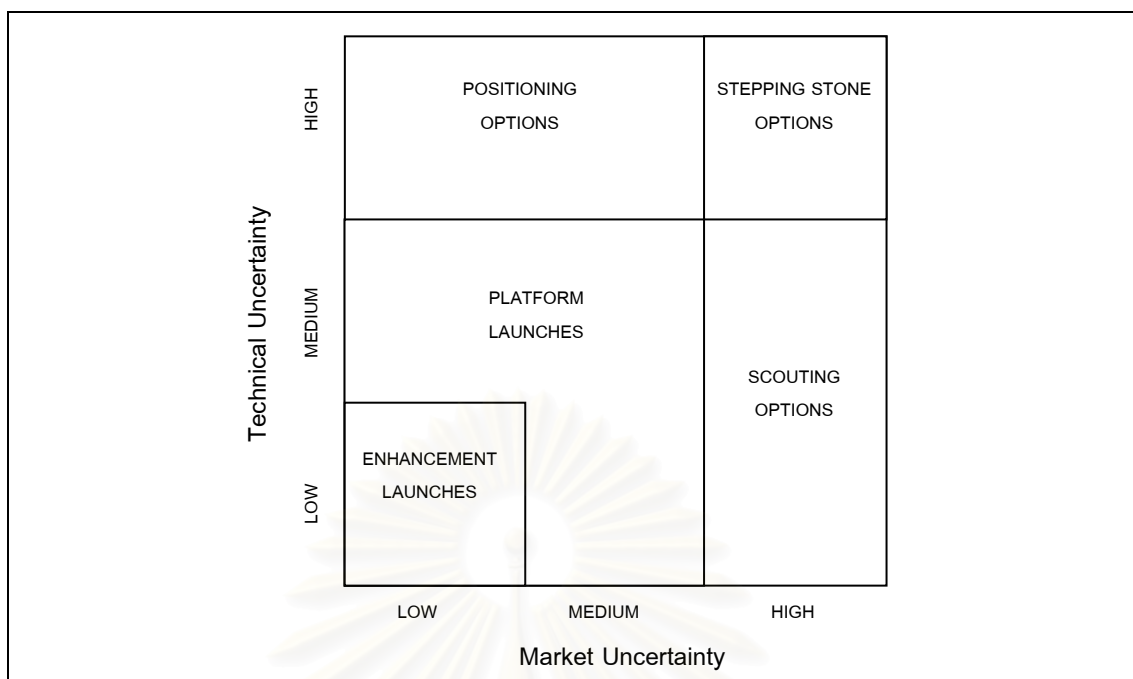 POSITIONING
OPTIONS
STEPPING STONE
OPTIONS
HIGH
Technical Uncertainty
MEDIUM
PLATFORM
LAUNCHES
SCOUTING
OPTIONS
ENHANCEMENT
LAUNCHES
LOW
LOW
MEDIUM
HIGH
Market Uncertainty